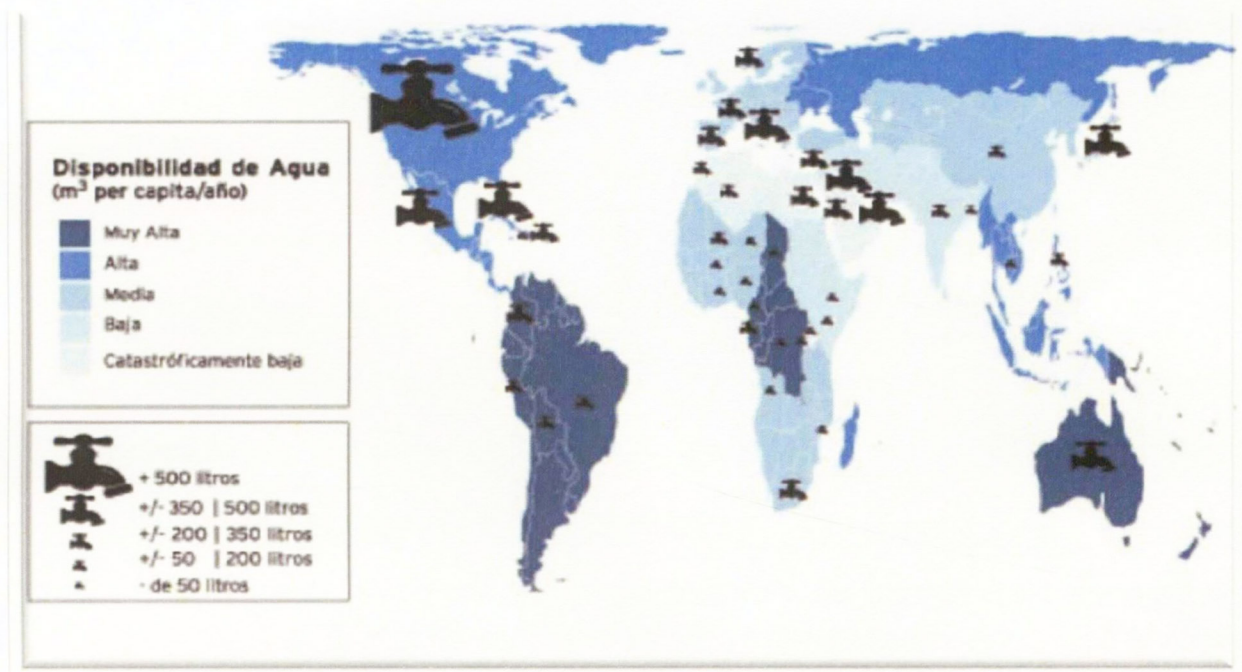 Disponibilidad de Agua
(m³ per capita/año)
Muy Alta
Alta
Media
Baja
Catastróficamente baja
+ 500 litros
+/- 350 | 500 litros
+/- 200 | 350 litros
+/- 50 | 200 litros
- de 50 litros